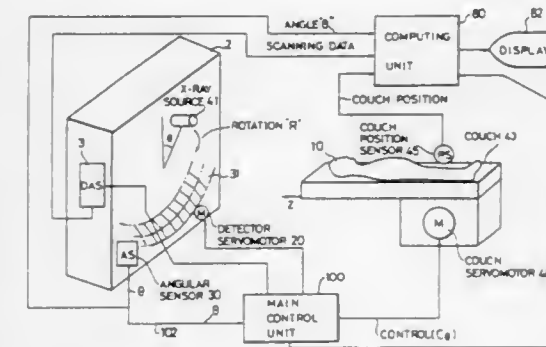 80
82
ANGLE "θ"
SCANNING DATA
COMPUTING
UNIT
DISPLAY
2
X-RAY
SOURCE 41
θ
ROTATION "R"
COUCH POSITION
COUCH
POSITION
SENSOR 45
COUCH 43
3
DAS
31
10
PS
Z
M
DETECTOR
SERVOMOTOR 20
M
AS
ANGULAR
SENSOR 30
COUCH
SERVOMOTOR
θ
100
MAIN
CONTROL
UNIT
θ
102
CONTROL(Cθ)